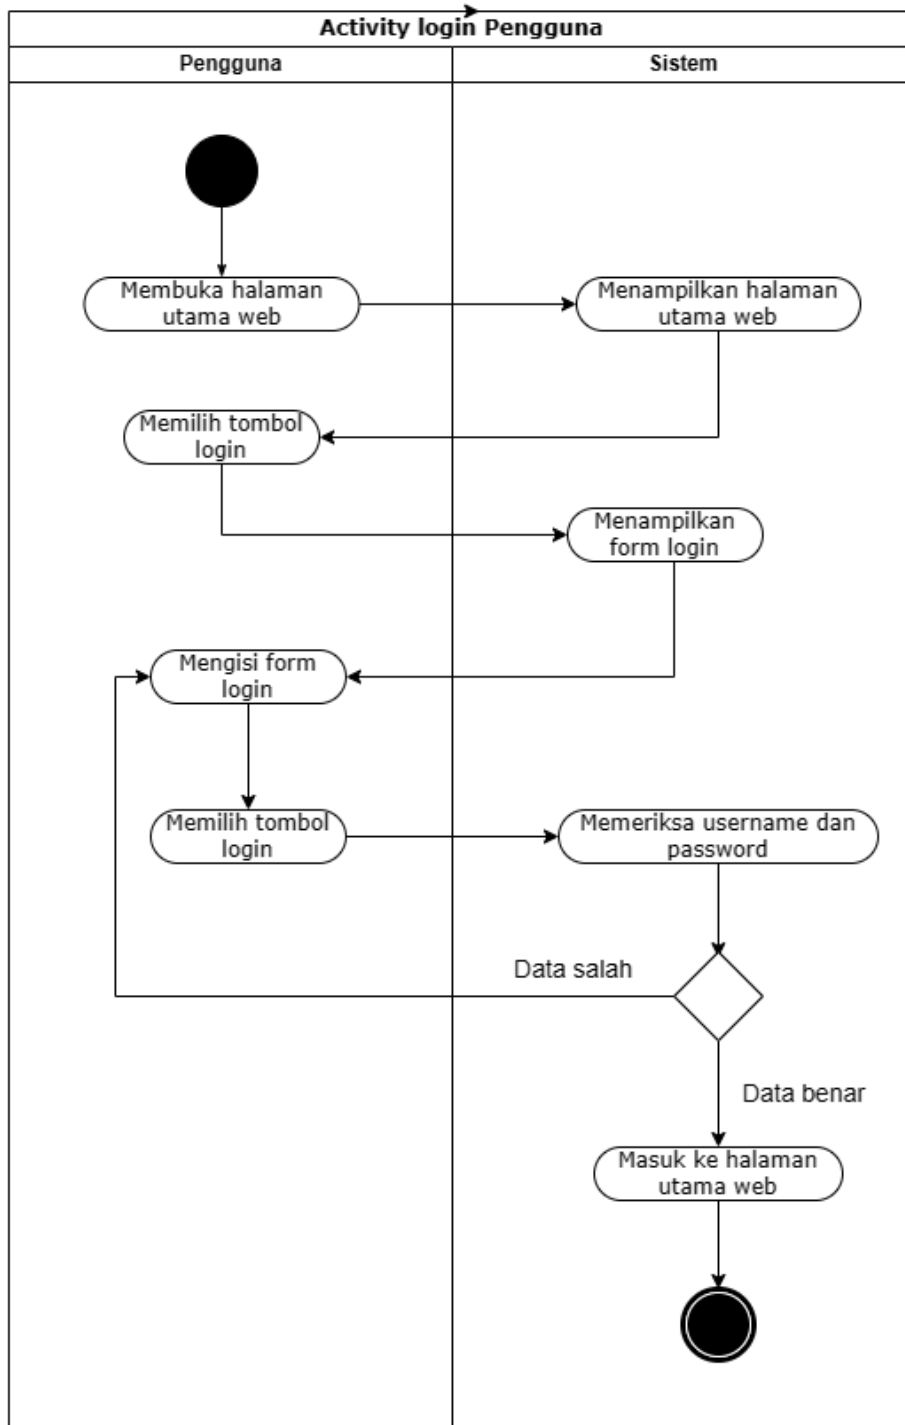 Activity login Pengguna
Pengguna
Sistem
Membuka halaman
utama web
Menampilkan halaman
utama web
Memilih tombol
login
Menampilkan
form login
Mengisi form
login
Memilih tombol
login
Memeriksa username dan
password
Data salah
Data benar
Masuk ke halaman
utama web